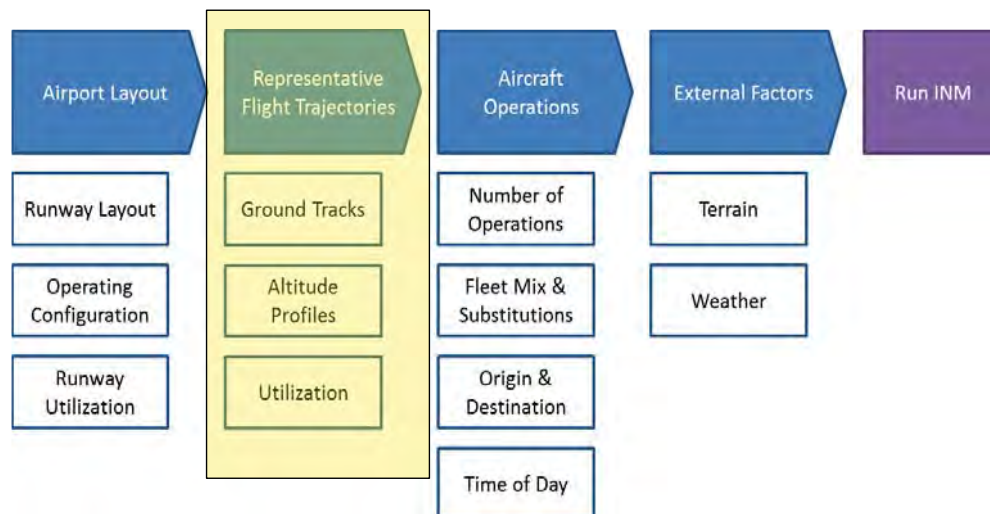 Airport Layout
Representative
Flight Trajectories
Aircraft
Operations
External Factors
Run INM
Runway Layout
Operating
Configuration
Runway
Utilization
Ground Tracks
Altitude
Profiles
Utilization
Number of
Operations
Fleet Mix &
Substitutions
Origin &
Destination
Time of Day
Terrain
Weather